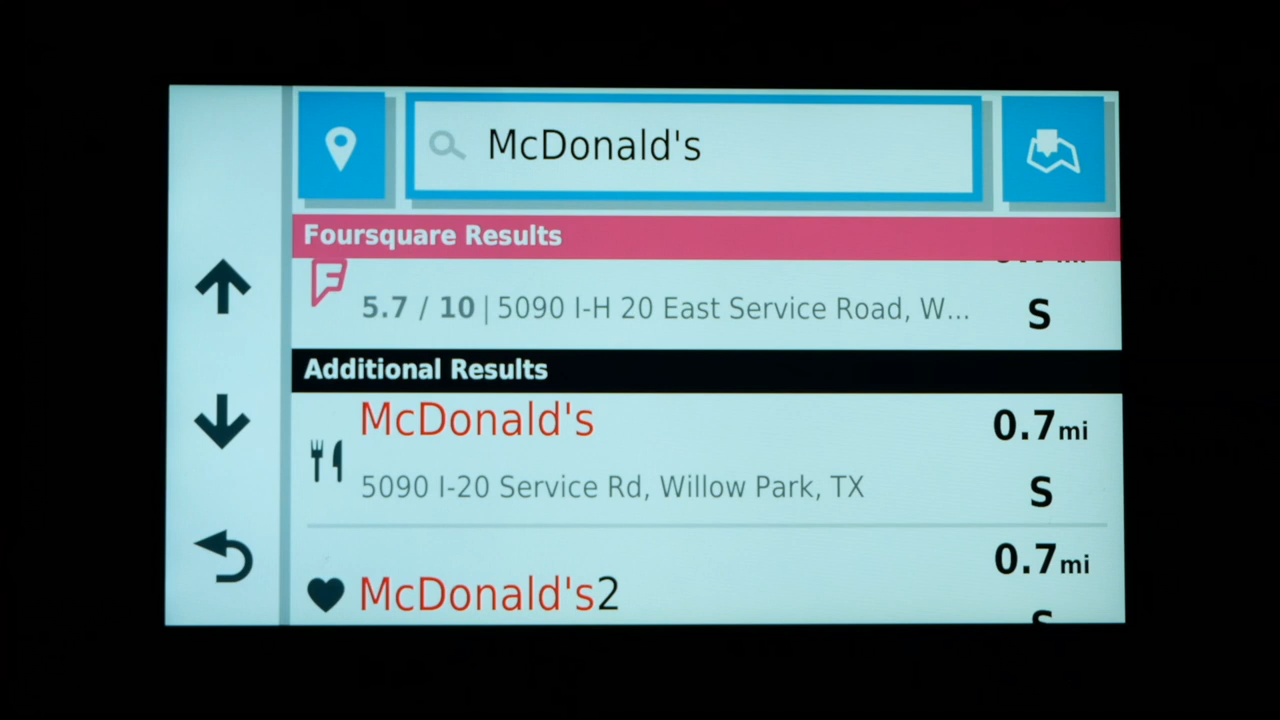 McDonald's
Foursquare Results
5.7 / 10 | 5090 I-H 20 East Service Road, W...
S
Additional Results
McDonald's
0.7mi
5090 I-20 Service Rd, Willow Park, TX
S
0.7mi
McDonald's2
S